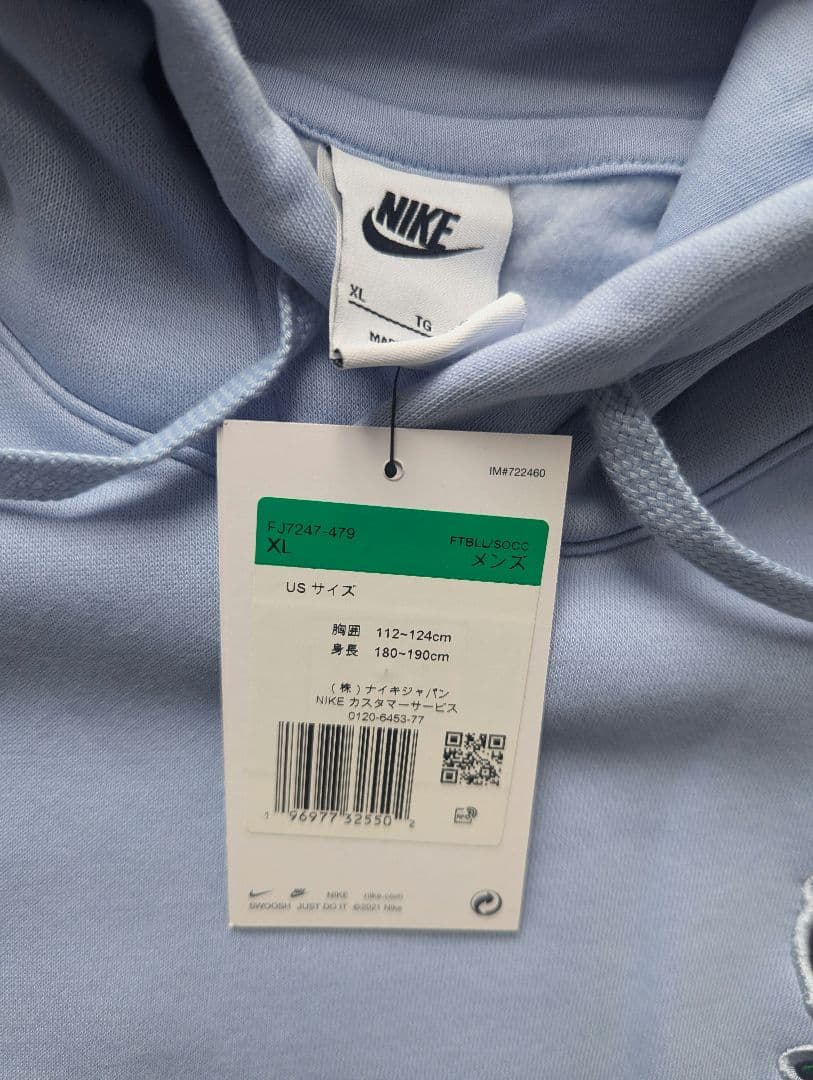 NIKE
XL
TG
IM#722460
FJ7247-479
XL
FTBLL/SOCC
メンズ
US サイズ
胸囲 112~124cm
身長 180~190cm
(株)ナイキジャパン
NIKE カスタマーサービス
0120-6453-77
1 96977 32550 2
NIKE nike.com
SWOOSH JUST DO IT ©2021 Nike